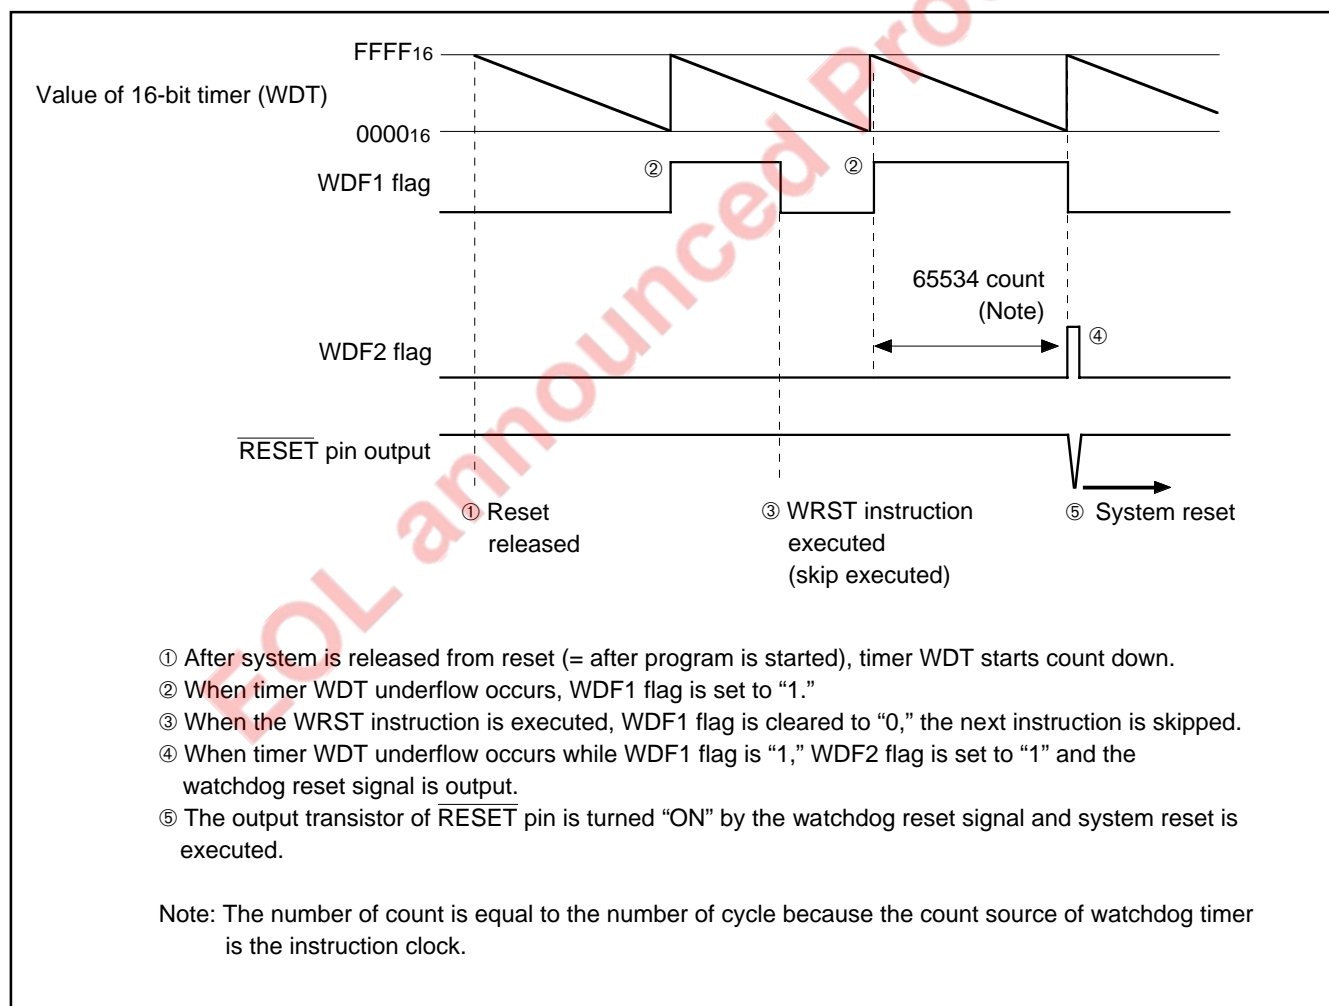 FFFF16
Value of 16-bit timer (WDT)
000016
② ②
WDF1 flag
65534 count
(Note)
WDF2 flag
④
RESET pin output
① Reset
released
③ WRST instruction
executed
(skip executed)
⑤ System reset
① After system is released from reset (= after program is started), timer WDT starts count down.
② When timer WDT underflow occurs, WDF1 flag is set to “1.”
③ When the WRST instruction is executed, WDF1 flag is cleared to “0,” the next instruction is skipped.
④ When timer WDT underflow occurs while WDF1 flag is “1,” WDF2 flag is set to “1” and the
watchdog reset signal is output.
⑤ The output transistor of RESET pin is turned “ON” by the watchdog reset signal and system reset is
executed.
Note: The number of count is equal to the number of cycle because the count source of watchdog timer
is the instruction clock.
EOL announced Pro